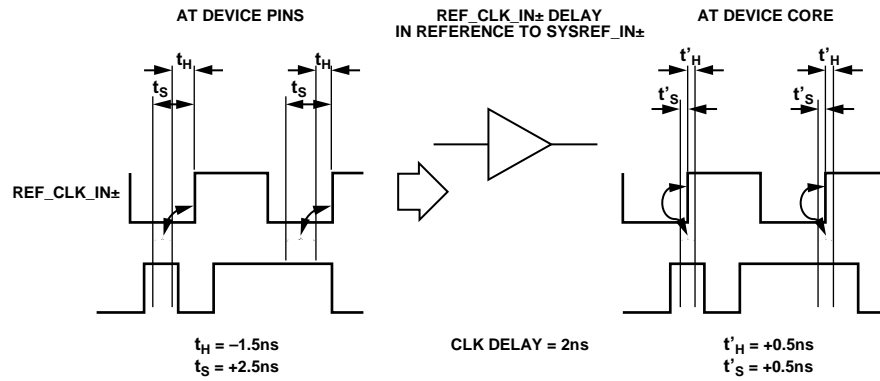 AT DEVICE PINS
REF_CLK_IN± DELAY
IN REFERENCE TO SYSREF_IN±
AT DEVICE CORE
tH
tH
tS
tS
t'H
t'H
t'S
t'S
REF_CLK_IN±
tH = –1.5ns
tS = +2.5ns
CLK DELAY = 2ns
t'H = +0.5ns
t'S = +0.5ns